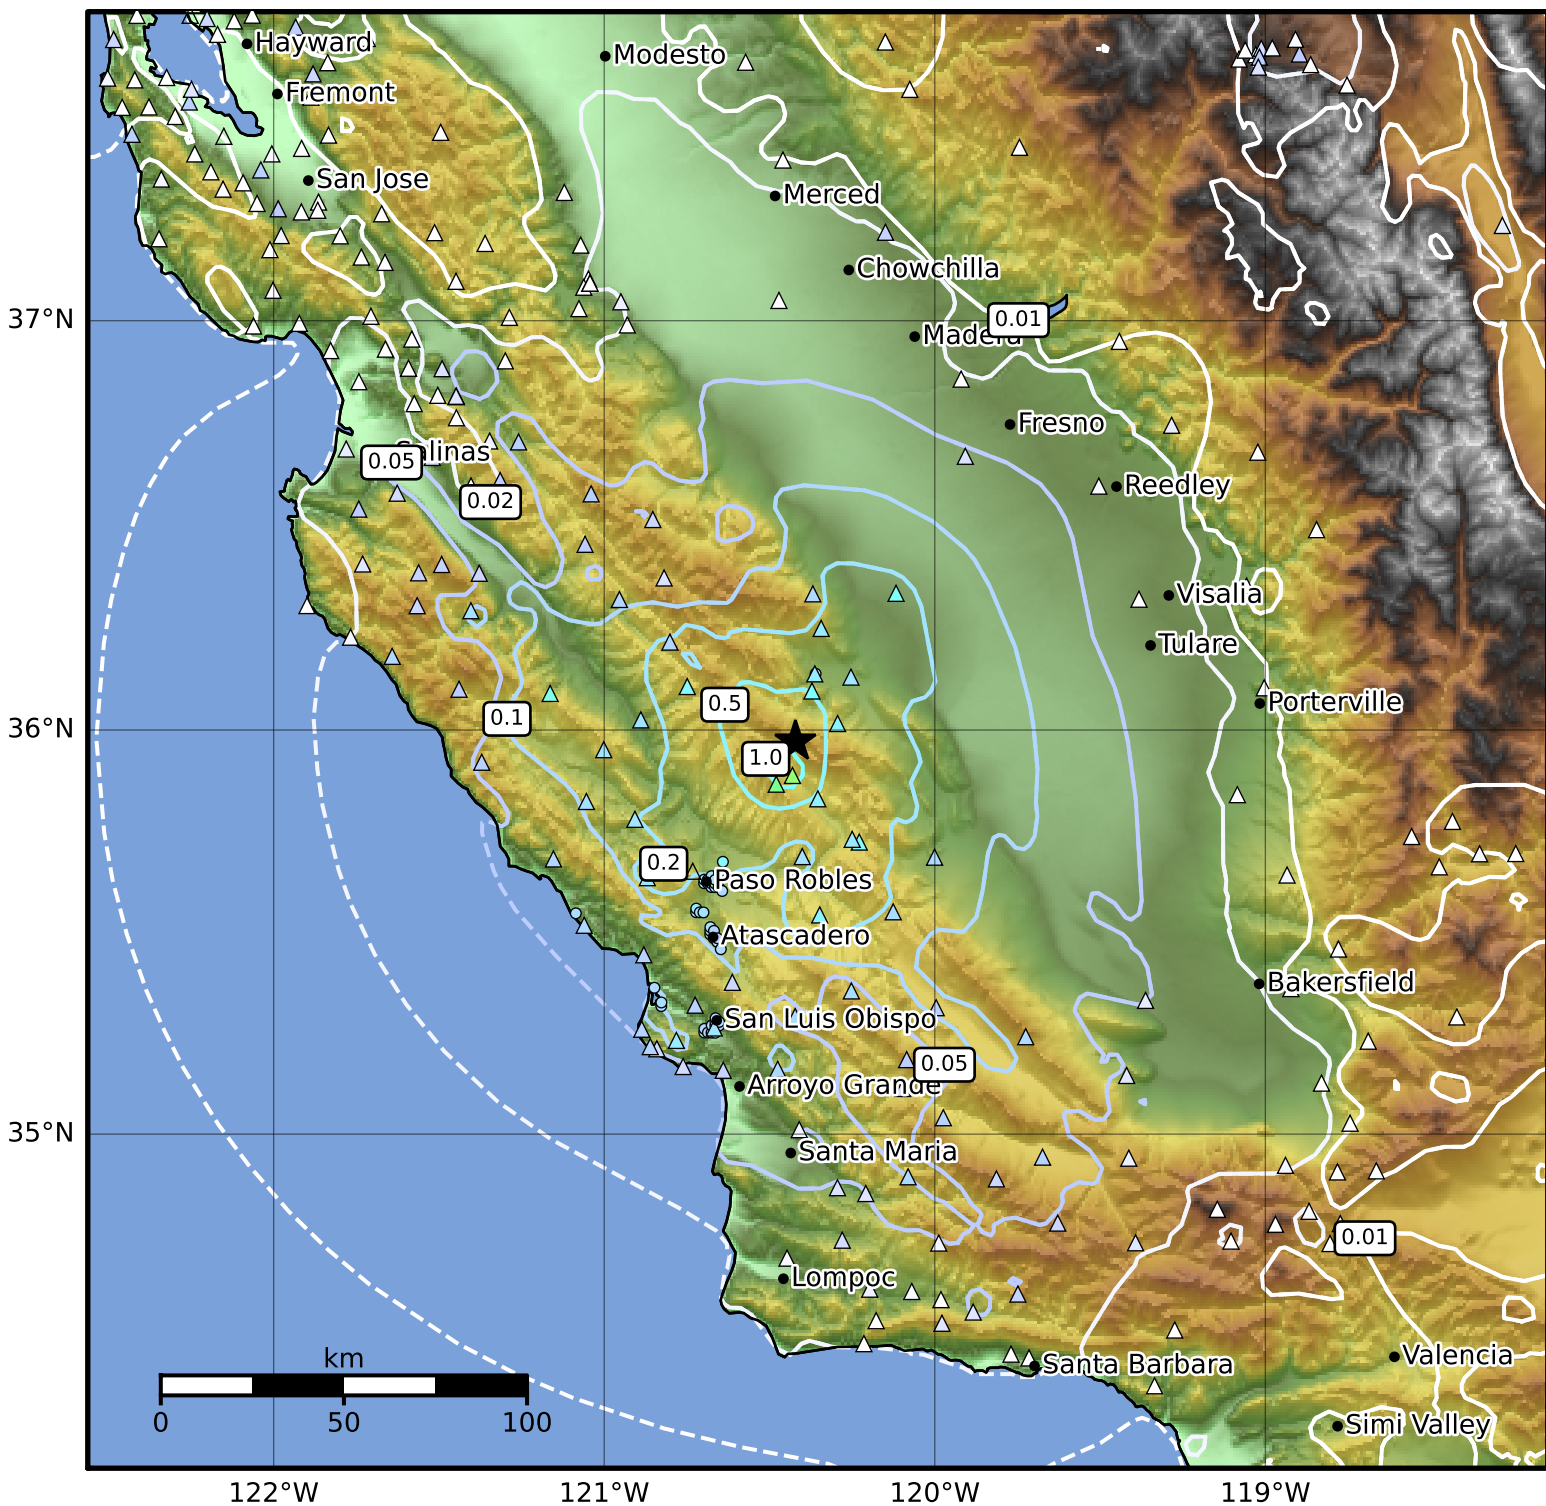 Hayward
Modesto
Fremont
San Jose
Merced
Chowchilla
37°N
0.01
Madera
Fresno
Salinas
0.05
0.02
Reedley
Visalia
Tulare
0.5
Porterville
0.1
36°N
1.0
0.2
Paso Robles
Atascadero
Bakersfield
San Luis Obispo
0.05
Arroyo Grande
35°N
Santa Maria
0.01
Lompoc
km
Valencia
Santa Barbara
0 50 100
Simi Valley
122°W 121°W 120°W 119°W